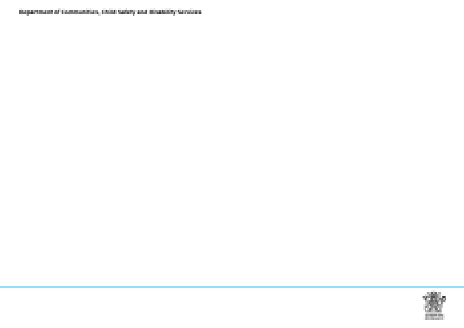 Department of Communities, Child Safety and Disability Services